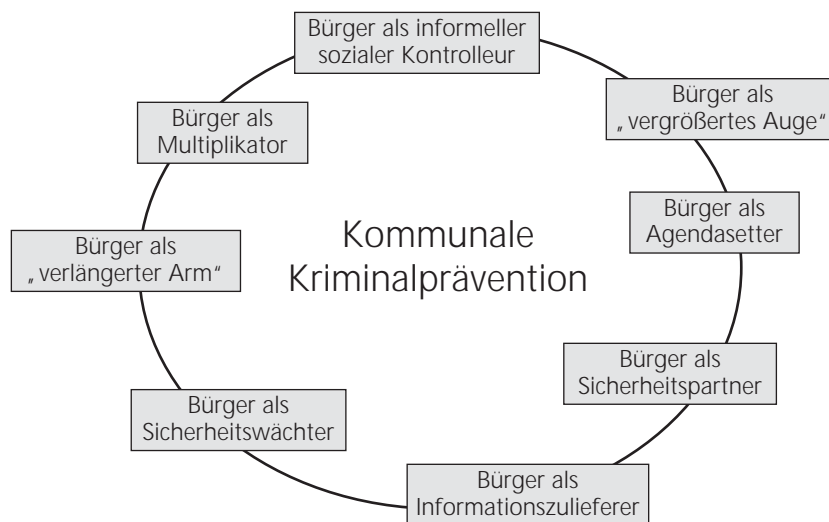 Bürger als informeller
sozialer Kontrolleur
Bürger als
„vergrößertes Auge“
Bürger als
Multiplikator
Bürger als
Agendasetter
Kommunale
Kriminalprävention
Bürger als
„verlängerter Arm“
Bürger als
Sicherheitspartner
Bürger als
Sicherheitswächter
Bürger als
Informationszulieferer